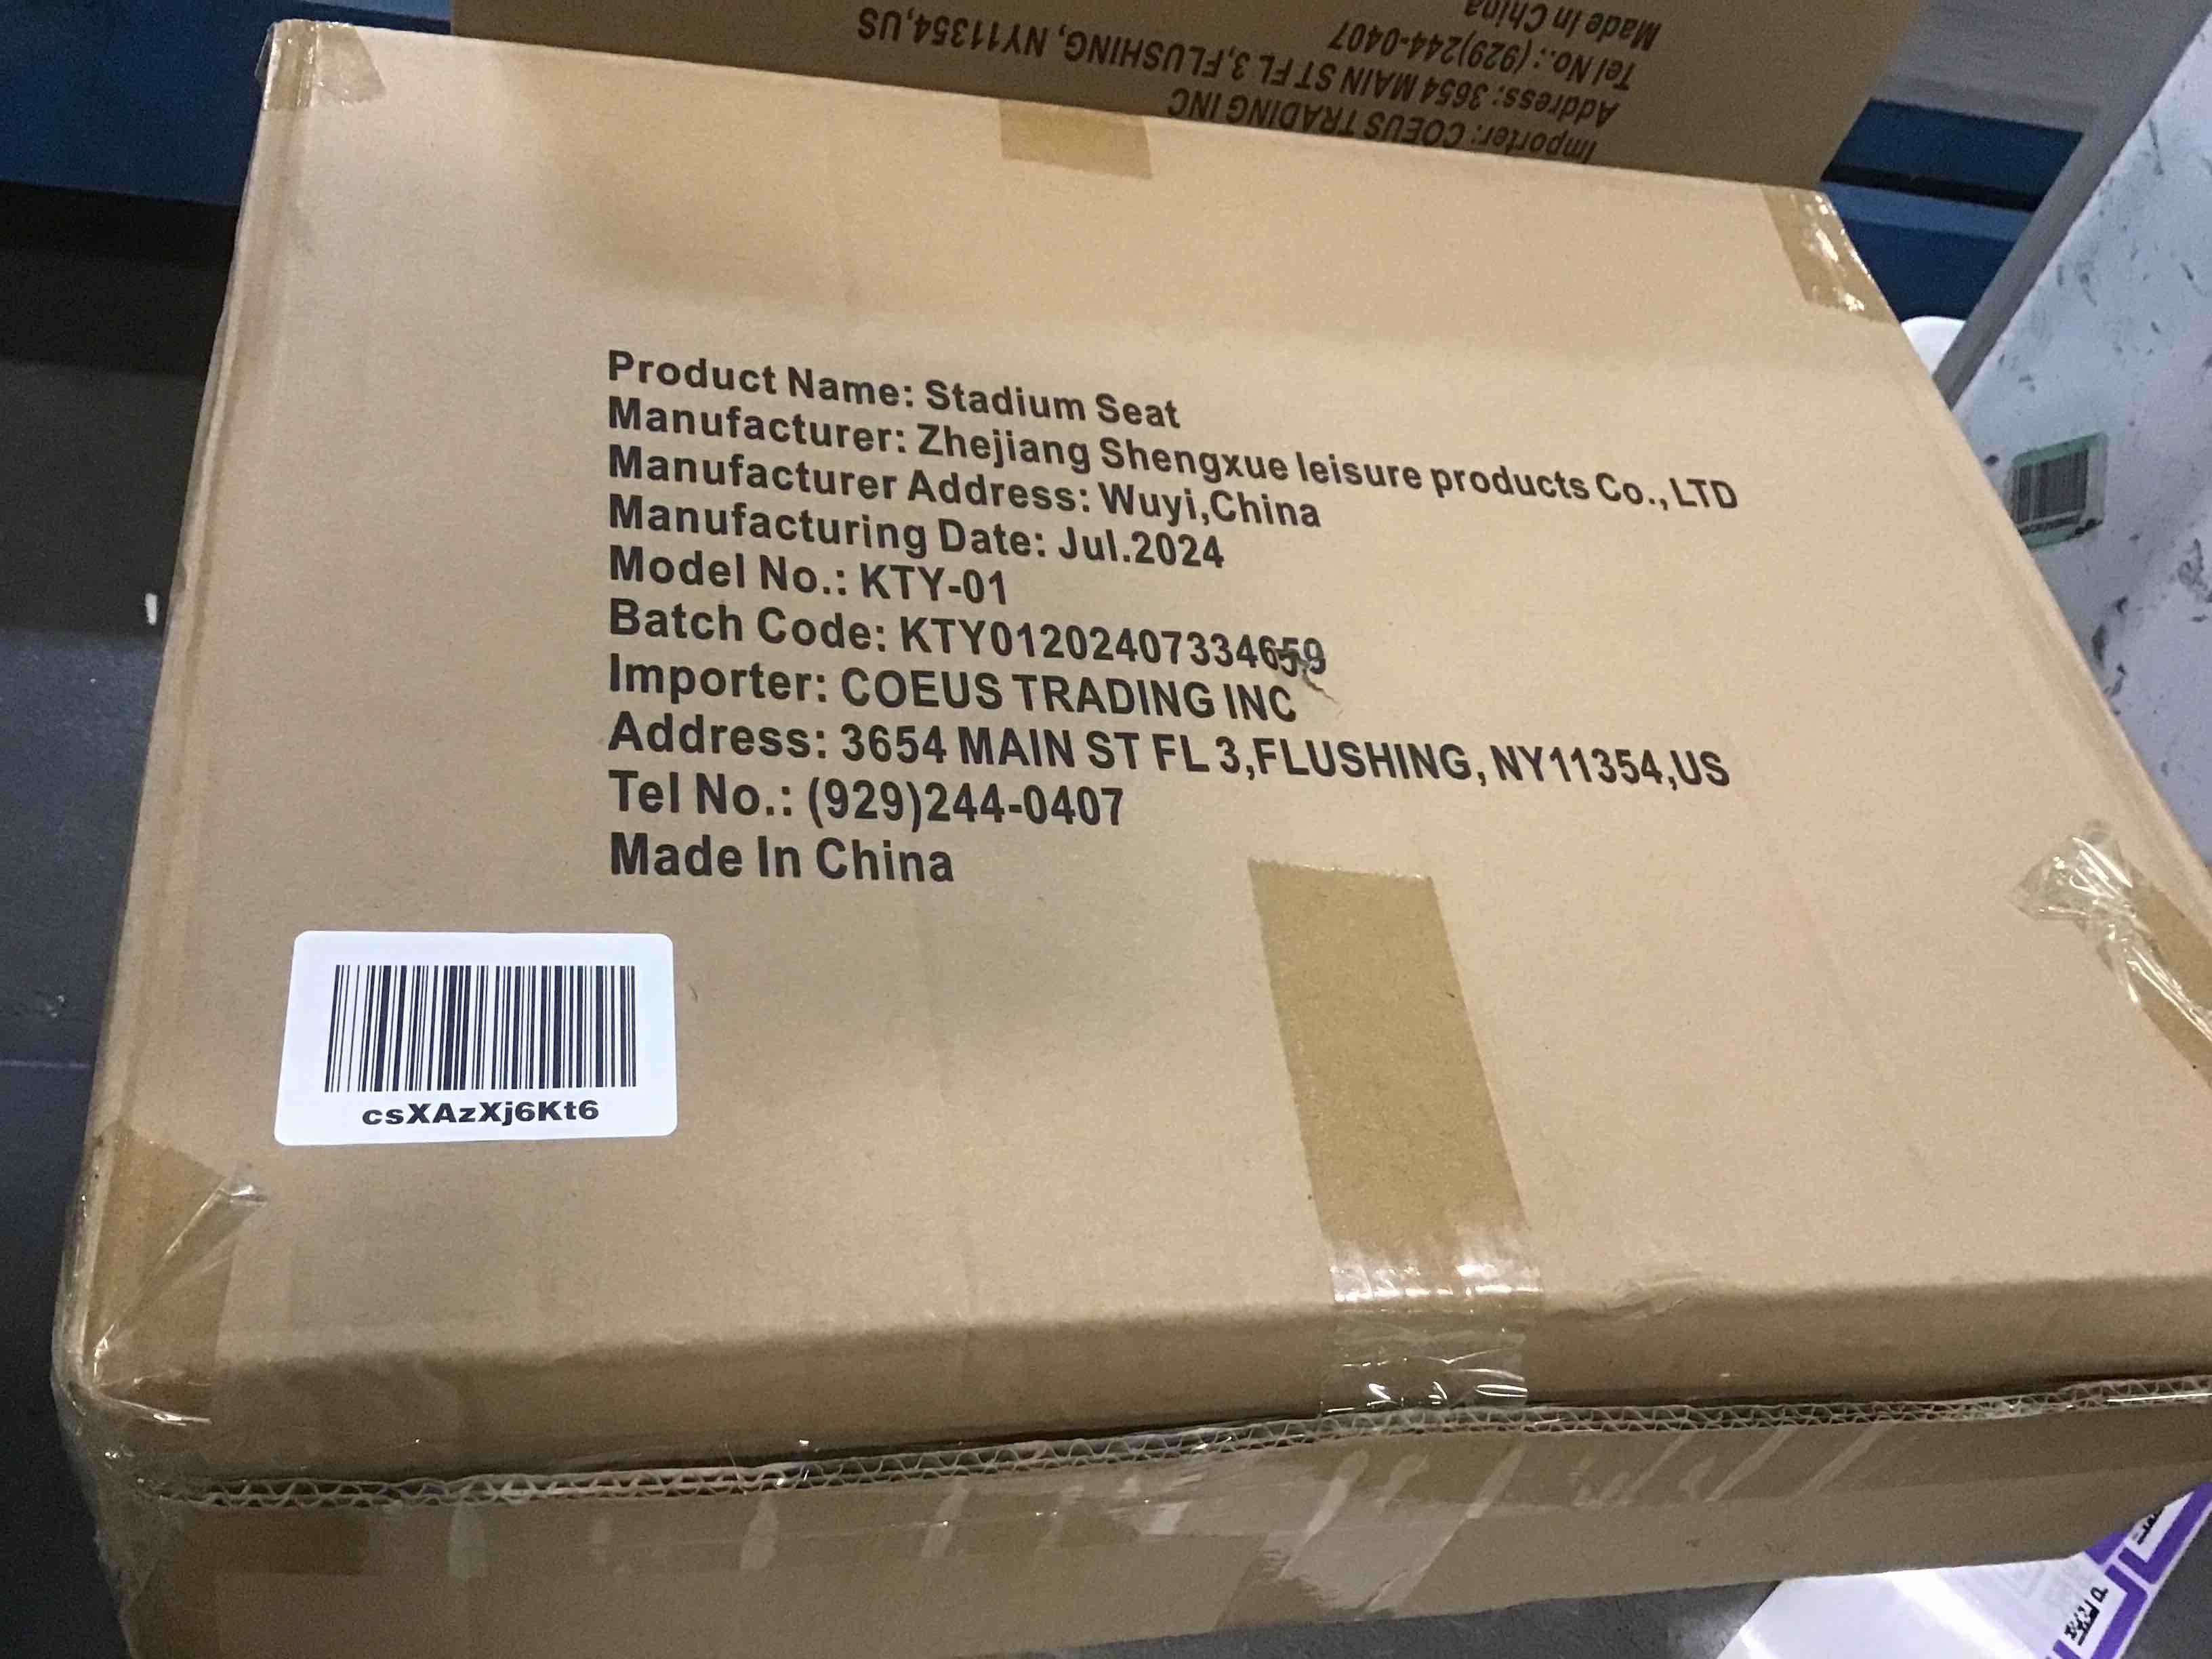 Importer: COEUS TRADING INC
Address: 3654 MAIN ST FL 3,FLUSHING, NY11354,US
Tel No.: (929)244-0407
Made In China
Product Name: Stadium Seat
Manufacturer: Zhejiang Shengxue leisure products Co.,LTD
Manufacturer Address: Wuyi,China
Manufacturing Date: Jul.2024
Model No.: KTY-01
Batch Code: KTY01202407334659
Importer: COEUS TRADING INC
Address: 3654 MAIN ST FL 3,FLUSHING, NY11354,US
Tel No.: (929)244-0407
Made In China
csXAzXj6Kt6